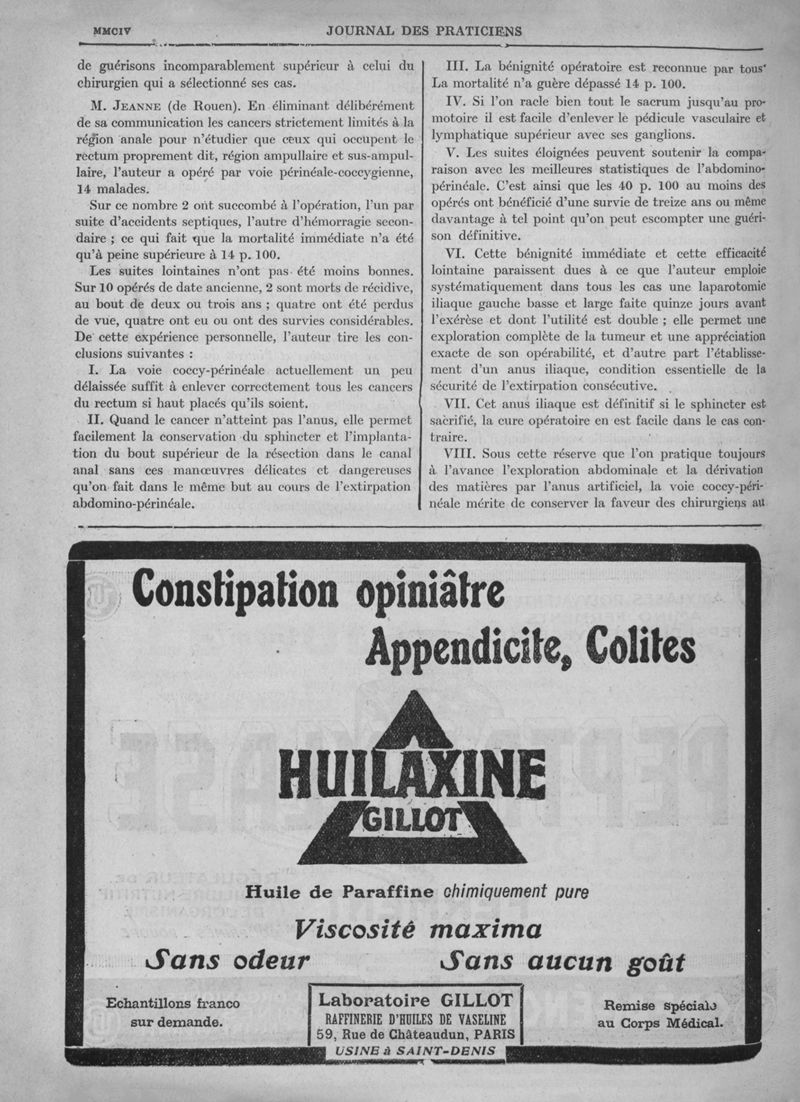 MMCIV
JOURNAL DES PRATICIENS
de guérisons incomparablement supérieur à celui du
chirurgien qui a sélectionné ses cas.
M. JEANNE (de Rouen). En éliminant délibérément
de sa communication les cancers strictement limités à la
région anale pour n'étudier que ceux qui occupent le
rectum proprement dit, région ampullaire et sus-ampul-
laire, l'auteur a opéré par voie périnéale-coccygienne,
14 malades.
Sur ce nombre 2 ont succombé à l'opération, l'un par
suite d'accidents septiques, l'autre d'hémorragie secon-
daire ; ce qui fait que la mortalité immédiate n'a été
qu'à peine supérieure à 14 p. 100.
Les suites lointaines n'ont pas été moins bonnes.
Sur 10 opérés de date ancienne, 2 sont morts de récidive,
au bout de deux ou trois ans ; quatre ont été perdus
de vue, quatre ont eu ou ont des survies considérables.
De cette expérience personnelle, l'auteur tire les con-
clusions suivantes :
I. La voie coccy-périnéale actuellement un peu
délaissée suffit à enlever correctement tous les cancers
du rectum si haut placés qu'ils soient.
II. Quand le cancer n'atteint pas l'anus, elle permet
facilement la conservation du sphincter et l'implanta-
tion du bout supérieur de la résection dans le canal
anal sans ces manœuvres délicates et dangereuses
qu'on fait dans le même but au cours de l'extirpation
abdomino-périnéale.
III. La bénignité opératoire est reconnue par tous
La mortalité n'a guère dépassé 14 p. 100.
IV. Si l'on racle bien tout le sacrum jusqu'au pro-
motoire il est facile d'enlever le pédicule vasculaire et
lymphatique supérieur avec ses ganglions.
V. Les suites éloignées peuvent soutenir la compa-
raison avec les meilleures statistiques de l'abdomino-
périnéale. C'est ainsi que les 40 p. 100 au moins des
opérés ont bénéficié d'une survie de treize ans ou même
davantage à tel point qu'on peut escompter une guéri-
son définitive.
VI. Cette bénignité immédiate et cette efficacité
lointaine paraissent dues à ce que l'auteur emploie
systématiquement dans tous les cas une laparotomie
iliaque gauche basse et large faite quinze jours avant
l'exérèse et dont l'utilité est double ; elle permet une
exploration complète de la tumeur et une appréciation
exacte de son opérabilité, et d'autre part l'établisse-
ment d'un anus iliaque, condition essentielle de la
sécurité de l'extirpation consécutive.
VII. Cet anus iliaque est définitif si le sphincter est
sacrifié, la cure opératoire en est facile dans le cas con-
traire.
VIII. Sous cette réserve que l'on pratique toujours
à l'avance l'exploration abdominale et la dérivation
des matières par l'anus artificiel, la voie coccy-péri-
néale mérite de conserver la faveur des chirurgiens au
Constipation opiniâtre
Appendicite, Colites
HUILAXINE
GILLOT
Huile de Paraffine chimiquement pure
Viscosité maxima
Sans odeur
Sans aucun goût
Echantillons franco
sur demande.
Laboratoire GILLOT
RAFFINERIE D'HUILES DE VASELINE
59, Rue de Châteaudun, PARIS
USINE à SAINT-DENIS
Remise spéciale
au Corps Médical.